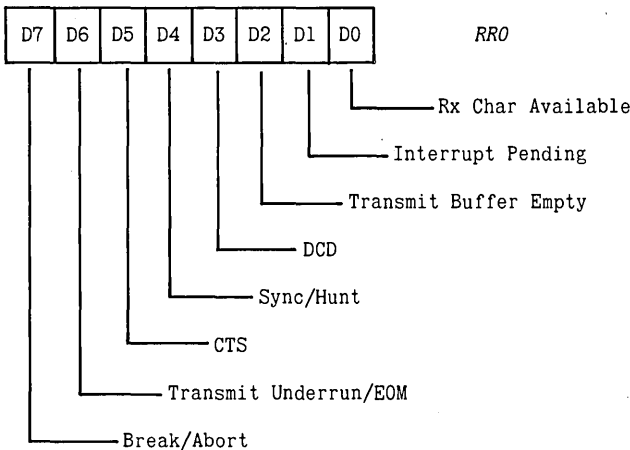 D7 D6 D5 D4 D3 D2 D1 D0 RR0
Rx Char Available
Interrupt Pending
Transmit Buffer Empty
DCD
Sync/Hunt
CTS
Transmit Underrun/EOM
Break/Abort